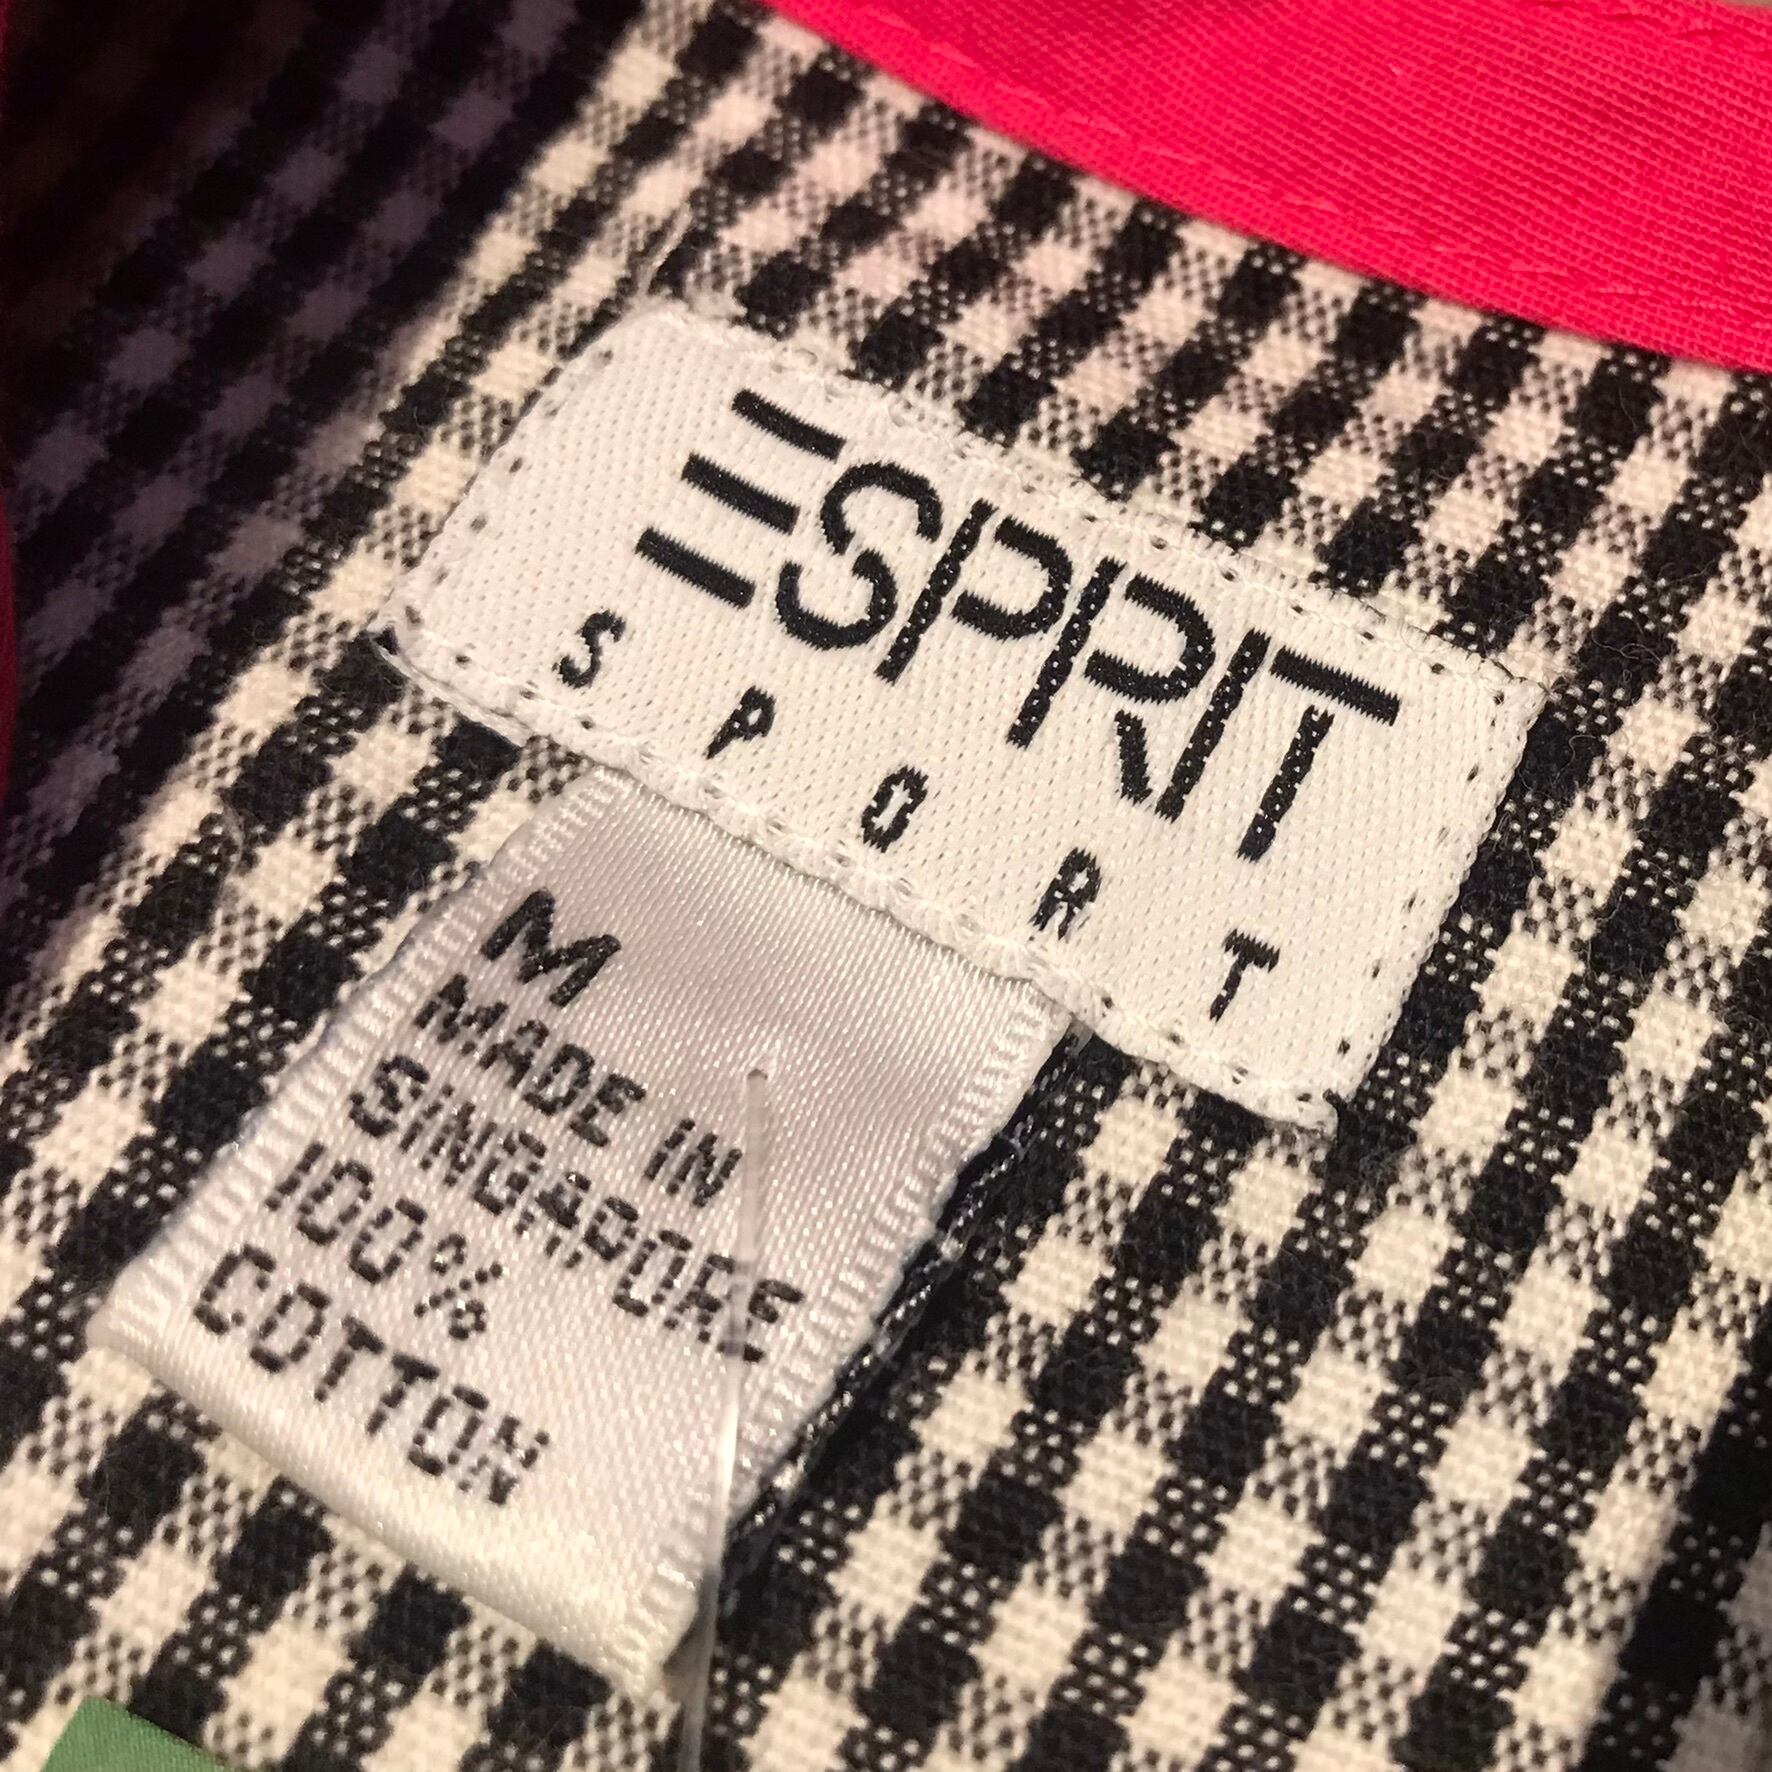 ESPRIT
SPORT
M
MADE IN
SINGAPORE
100%
COTTON